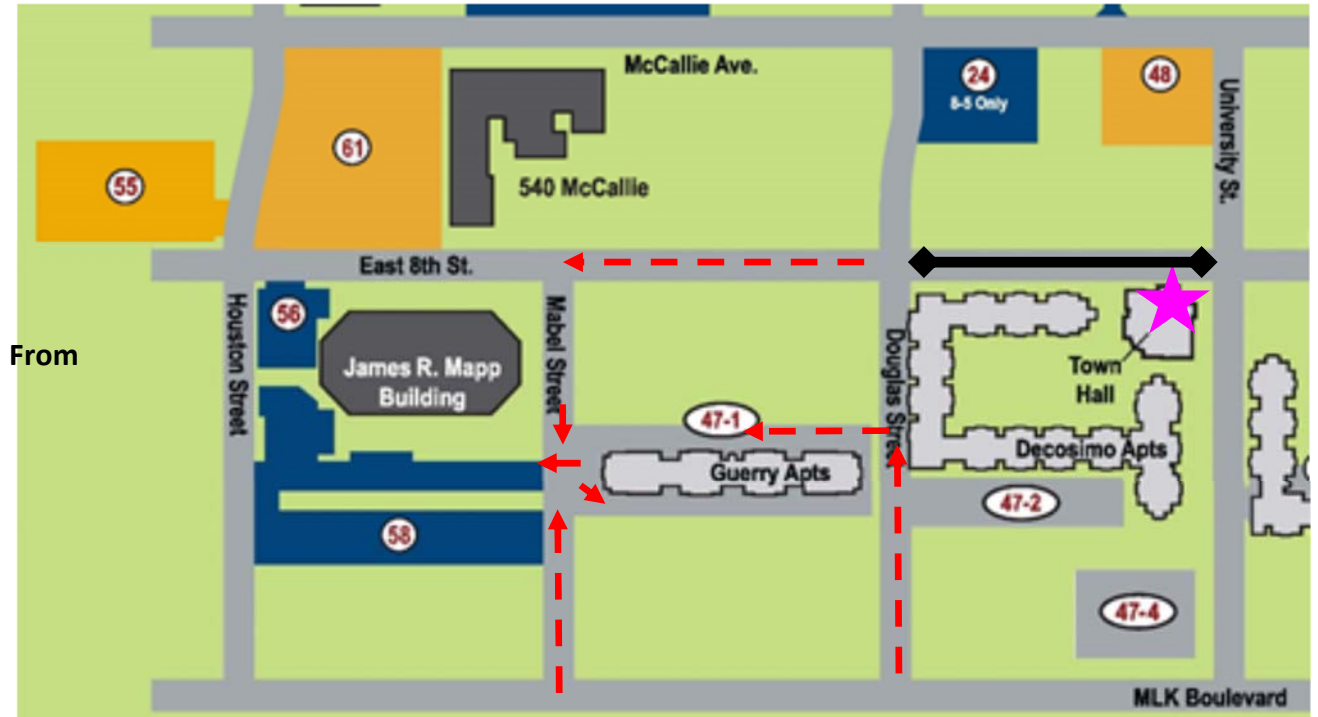 McCallie Ave.
24
8-5 Only
48
University St.
61
55
540 McCallie
East 8th St.
56
Houston Street
Mabel Street
Douglas Street
From
James R. Mapp
Building
Town
Hall
47-1
Decosimo Apts
Guerry Apts
47-2
58
47-4
MLK Boulevard